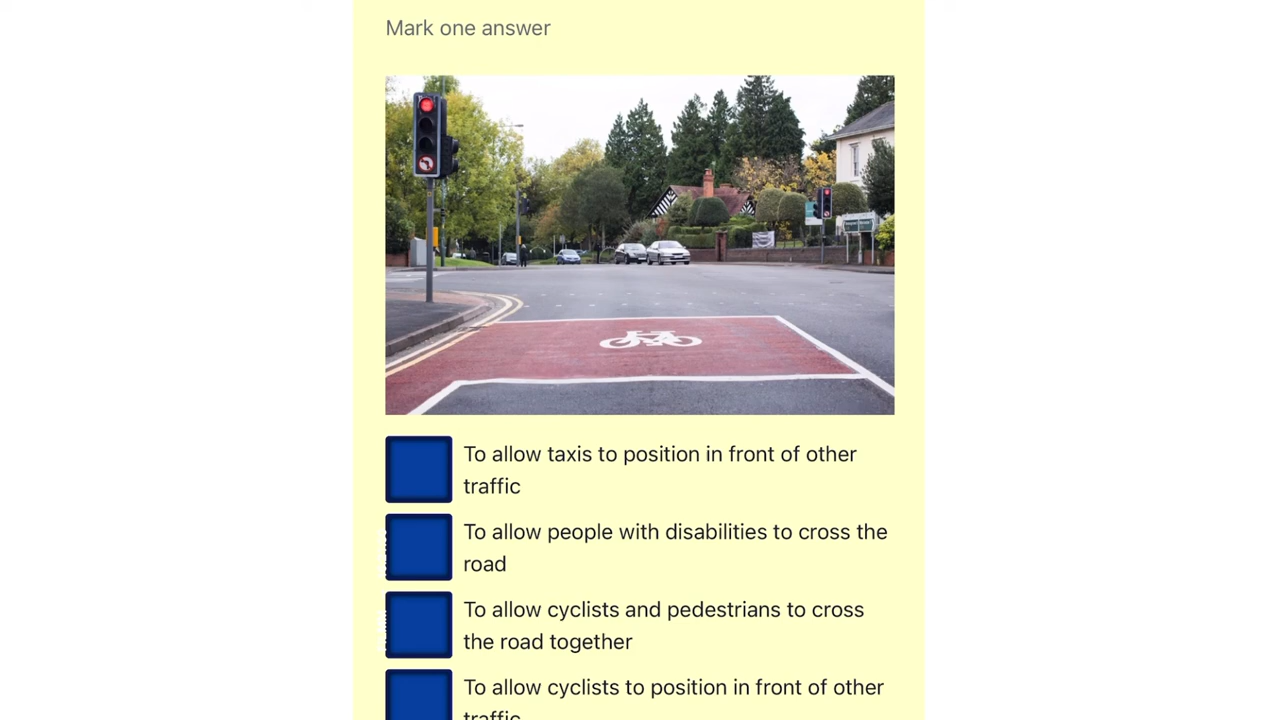 Mark one answer
To allow taxis to position in front of other
traffic
To allow people with disabilities to cross the
road
To allow cyclists and pedestrians to cross
the road together
To allow cyclists to position in front of other
traffic